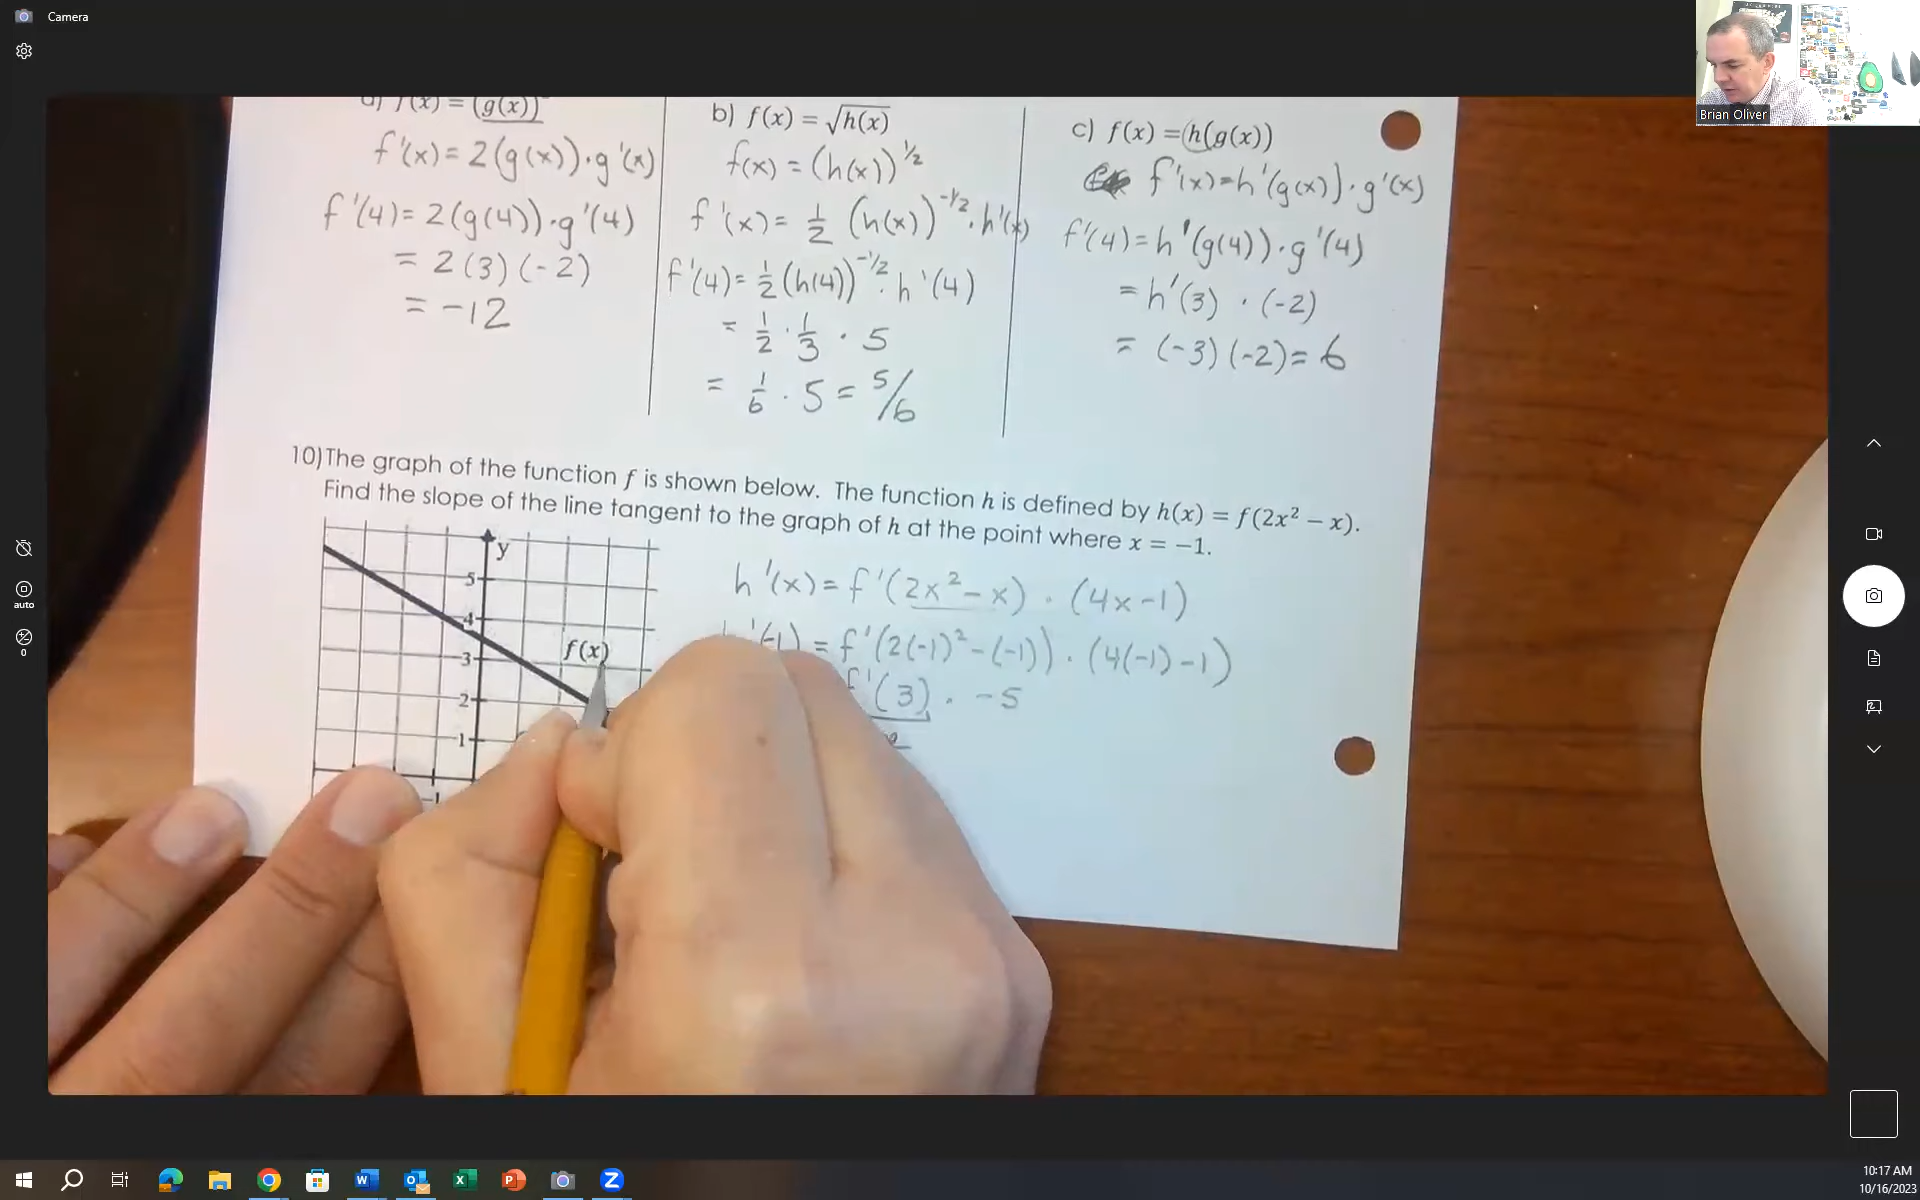 Camera
Brian Oliver
a) f(x) = (g(x))
f'(x) = 2(g(x)) · g'(x)
f'(4) = 2(g(4)) · g'(4)
= 2(3)(-2)
= -12
b) f(x) = √h(x)
f(x) = (h(x))^1/2
f'(x) = 1/2 (h(x))^-1/2 · h'(x)
f'(4) = 1/2 (h(4))^-1/2 · h'(4)
= 1/2 · 1/3 · 5
= 1/6 · 5 = 5/6
c) f(x) = (h(g(x))
f'(x) = h'(g(x)) · g'(x)
f'(4) = h'(g(4)) · g'(4)
= h'(3) · (-2)
= (-3)(-2) = 6
10) The graph of the function f is shown below. The function h is defined by h(x) = f(2x² – x).
Find the slope of the line tangent to the graph of h at the point where x = –1.
y
5
4
3
2
1
-1
f(x)
h'(x) = f'(2x² - x) · (4x - 1)
'(-1) = f'(2(-1)² - (-1)) · (4(-1) - 1)
f'(3) · -5
auto
0
10:17 AM
10/16/2023